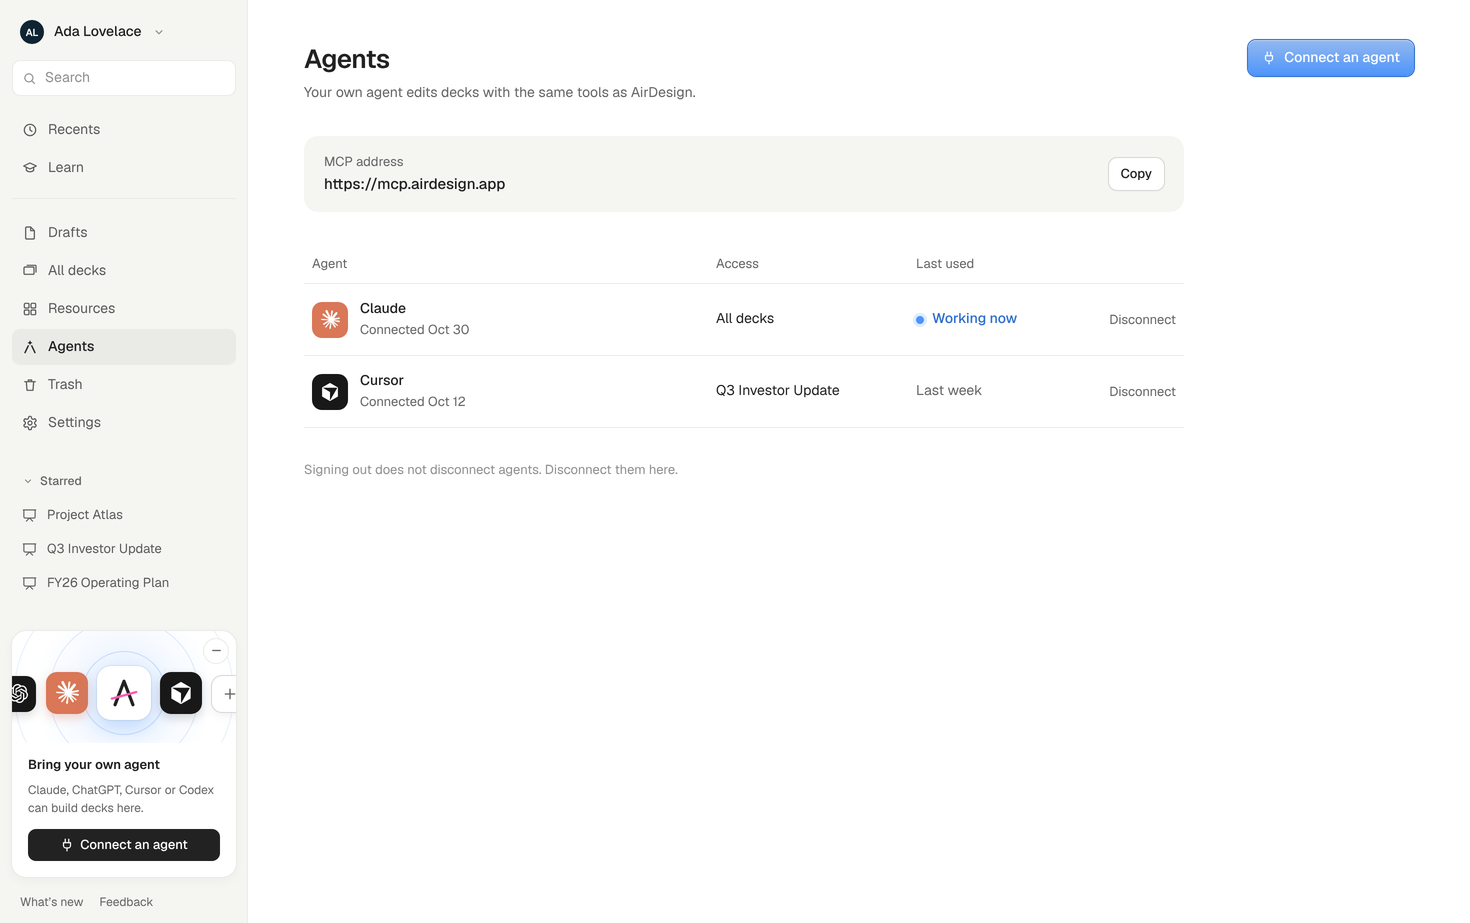 AL Ada Lovelace
Search
Recents
Learn
Drafts
All decks
Resources
Agents
Trash
Settings
Starred
Project Atlas
Q3 Investor Update
FY26 Operating Plan
Bring your own agent
Claude, ChatGPT, Cursor or Codex
can build decks here.
Connect an agent
What's new Feedback
Agents
Connect an agent
Your own agent edits decks with the same tools as AirDesign.
MCP address
https://mcp.airdesign.app
Copy
Agent Access Last used
Claude
Connected Oct 30
All decks
Working now
Disconnect
Cursor
Connected Oct 12
Q3 Investor Update
Last week
Disconnect
Signing out does not disconnect agents. Disconnect them here.